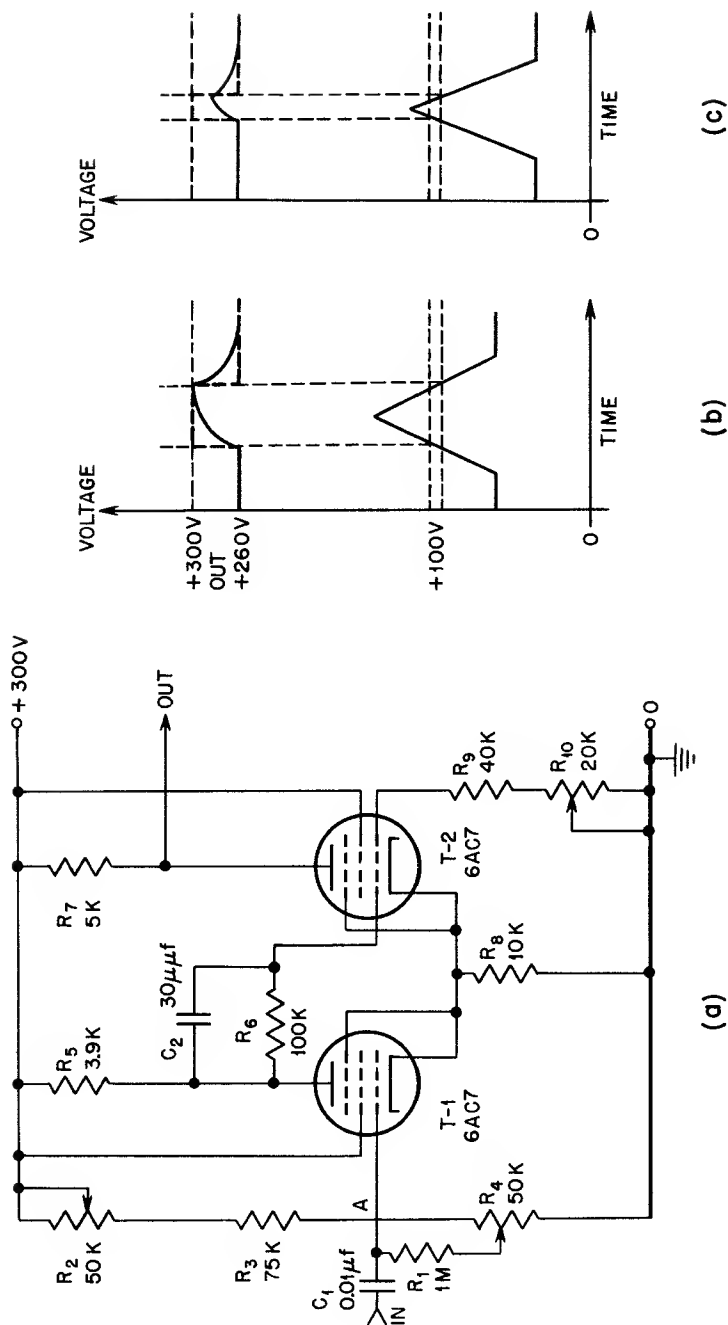 +300V
R2
50K
R3
75K
A
R4
50K
C1
0.01µf
IN
R1
1M
R5
3.9K
C2
30µµf
R6
100K
T-1
6AC7
R7
5K
OUT
T-2
6AC7
R8
10K
R9
40K
R10
20K
0
(a)
VOLTAGE
+300V
OUT
+260V
+100V
0
TIME
(b)
VOLTAGE
0
TIME
(c)